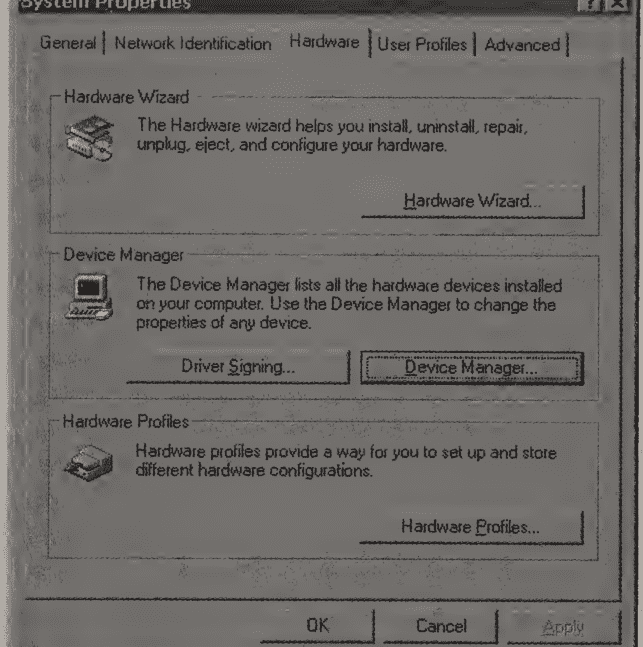 System Properties
General
Network Identification
Hardware
User Profiles
Advanced
Hardware Wizard
The Hardware wizard helps you install, uninstall, repair,
unplug, eject, and configure your hardware.
Hardware Wizard...
Device Manager
The Device Manager lists all the hardware devices installed
on your computer. Use the Device Manager to change the
properties of any device.
Driver Signing...
Device Manager...
Hardware Profiles
Hardware profiles provide a way for you to set up and store
different hardware configurations.
Hardware Profiles...
OK
Cancel
Apply